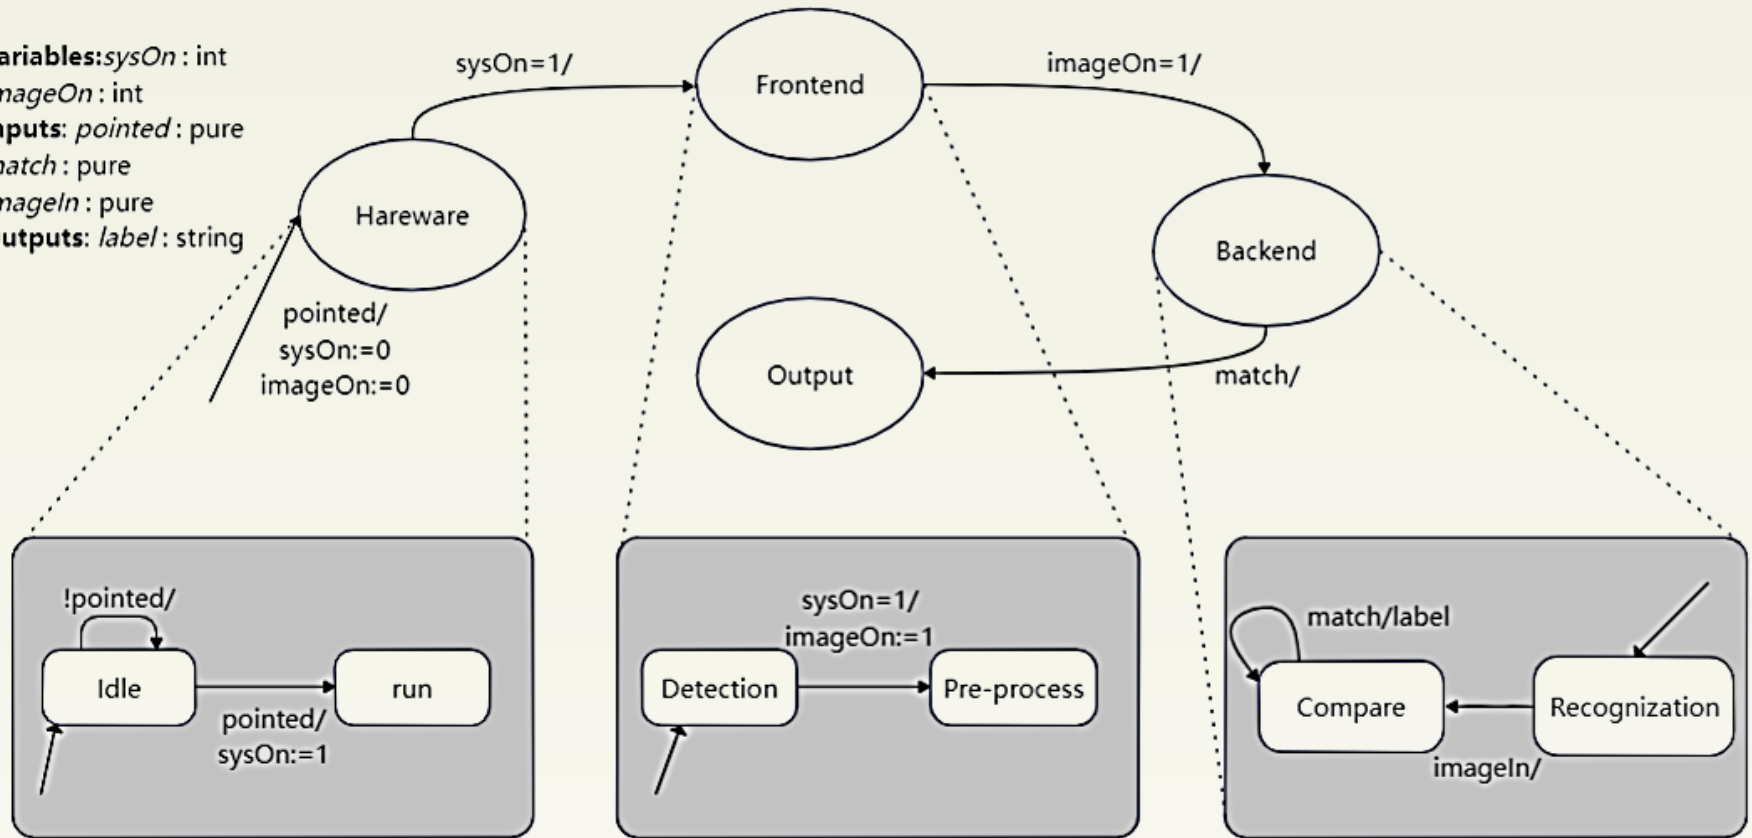 ariables:sysOn : int
mageOn : int
nputs: pointed : pure
natch : pure
mageIn : pure
utputs: label : string
sysOn=1/
Frontend
imageOn=1/
Hareware
pointed/
sysOn:=0
imageOn:=0
Backend
Output
match/
!pointed/
Idle
run
pointed/
sysOn:=1
sysOn=1/
imageOn:=1
Detection
Pre-process
match/label
Compare
Recognization
imageIn/